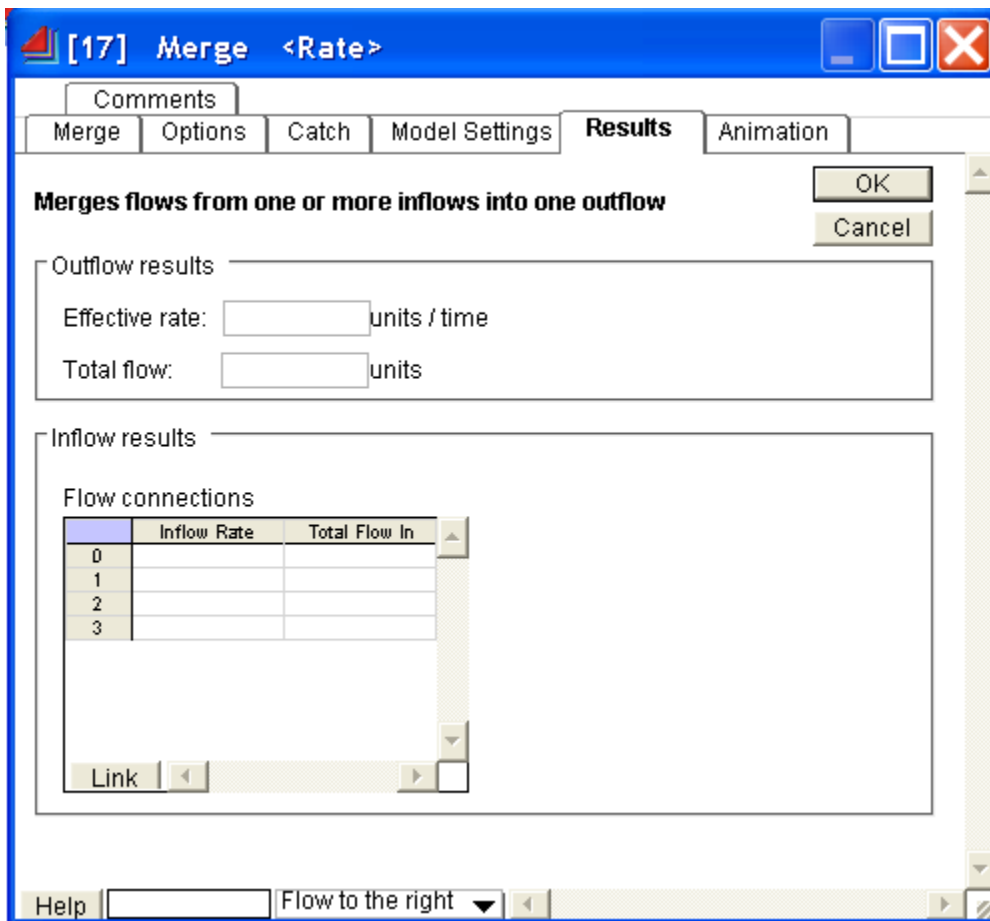 [17] Merge <Rate>
Comments
Merge Options Catch Model Settings Results Animation
Merges flows from one or more inflows into one outflow
OK
Cancel
Outflow results
Effective rate: units / time
Total flow: units
Inflow results
Flow connections
Inflow Rate Total Flow In
0
1
2
3
Link
Help Flow to the right